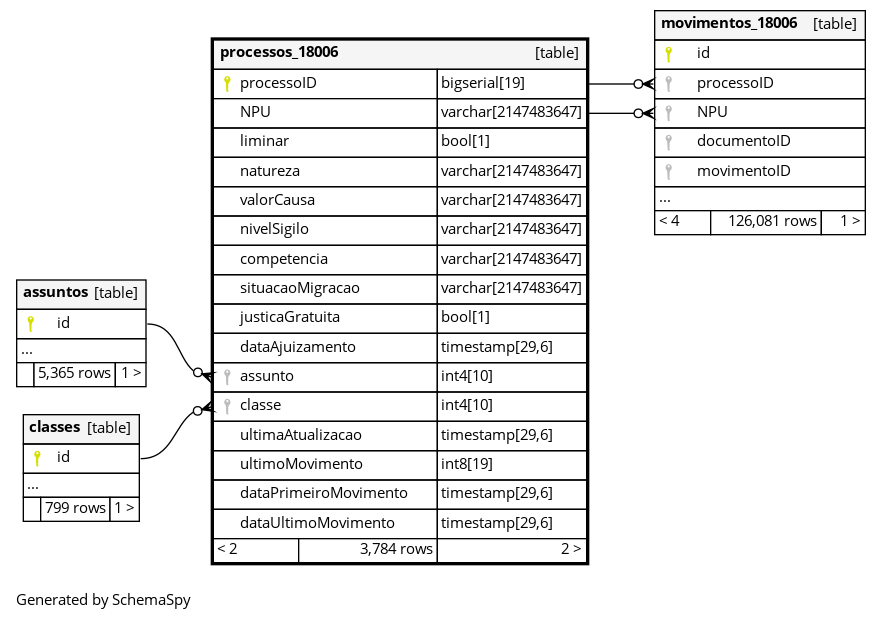 processos_18006 [table]
processoID bigserial[19]
NPU varchar[2147483647]
liminar bool[1]
natureza varchar[2147483647]
valorCausa varchar[2147483647]
nivelSigilo varchar[2147483647]
competencia varchar[2147483647]
situacaoMigracao varchar[2147483647]
justicaGratuita bool[1]
dataAjuizamento timestamp[29,6]
assunto int4[10]
classe int4[10]
ultimaAtualizacao timestamp[29,6]
ultimoMovimento int8[19]
dataPrimeiroMovimento timestamp[29,6]
dataUltimoMovimento timestamp[29,6]
< 2 3,784 rows 2 >
movimentos_18006 [table]
id
processoID
NPU
documentoID
movimentoID
...
< 4 126,081 rows 1 >
assuntos [table]
id
...
5,365 rows 1 >
classes [table]
id
...
799 rows 1 >
Generated by SchemaSpy